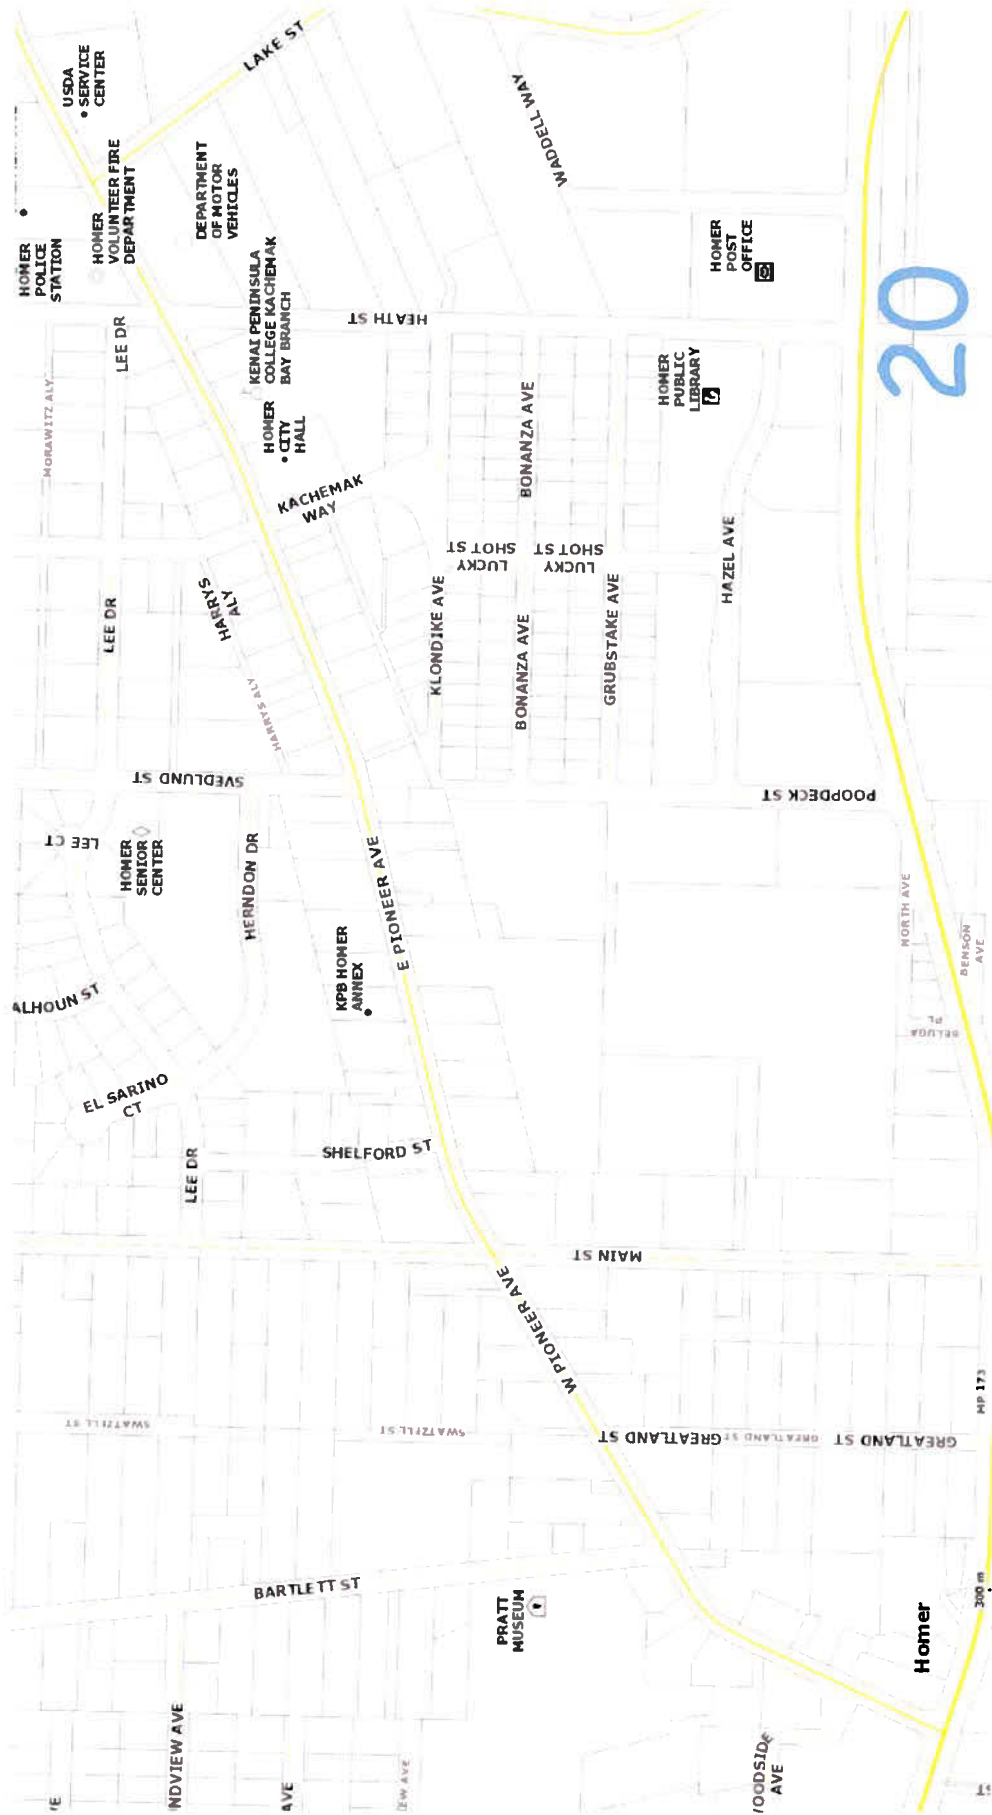 USDA
SERVICE
CENTER
LAKE ST
HOMER
POLICE
STATION
HOMER
VOLUNTEER FIRE
DEPARTMENT
DEPARTMENT
OF MOTOR
VEHICLES
WADDELL WAY
KENAI PENINSULA
COLLEGE KACHEMAK
BAY BRANCH
HEATH ST
HOMER
POST
OFFICE
20
MORAWITZ ALY
LEE DR
HOMER
CITY
HALL
KACHEMAK
WAY
BONANZA AVE
HOMER
PUBLIC
LIBRARY
LUCKY
SHOT ST
LUCKY
SHOT ST
HAZEL AVE
LEE DR
HARRYS
ALY
HARRYS ALY
KLONDIKE AVE
BONANZA AVE
GRUBSTAKE AVE
SVEDLUND ST
POOPDECK ST
LEE CT
HOMER
SENIOR
CENTER
HERNDON DR
E PIONEER AVE
KPB HOMER
ANNEX
NORTH AVE
BENSON
AVE
BELUGA
PL
ALHOUN ST
EL SARINO
CT
LEE DR
SHELFORD ST
MAIN ST
W PIONEER AVE
MP 173
SWATZELL ST
SWATZELL ST
GREATLAND ST
GREATLAND ST
GREATLAND ST
BARTLETT ST
PRATT
MUSEUM
Homer
300 m
VE
NDVIEW AVE
AVE
EW AVE
OODSIDE
AVE
ST